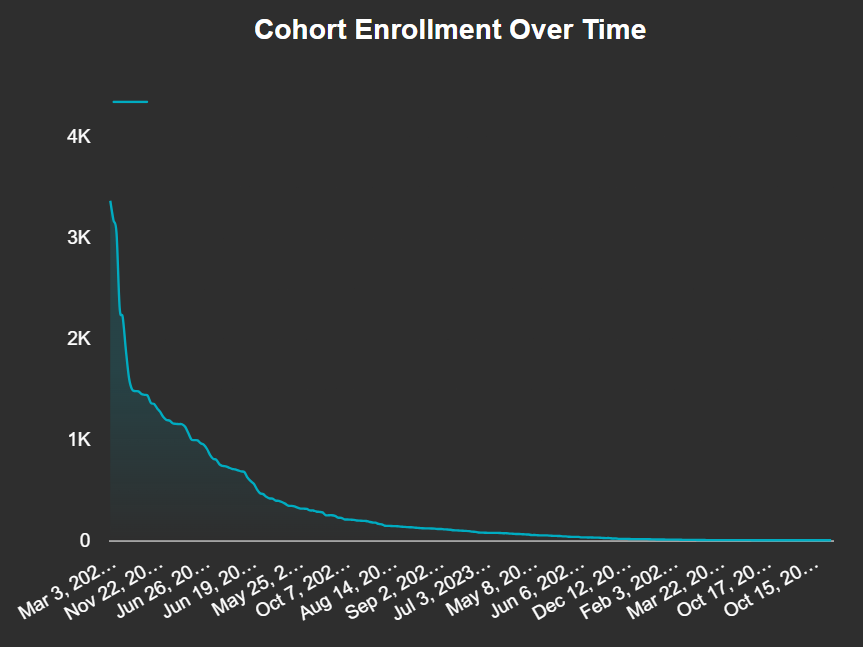 Cohort Enrollment Over Time
4K
3K
2K
1K
0
Mar 3, 202...
Nov 22, 20...
Jun 26, 20...
Jun 19, 20...
May 25, 2...
Oct 7, 202...
Aug 14, 20...
Sep 2, 202...
Jul 3, 2023...
May 8, 20...
Jun 6, 202...
Dec 12, 20...
Feb 3, 202...
Mar 22, 20...
Oct 17, 20...
Oct 15, 20...